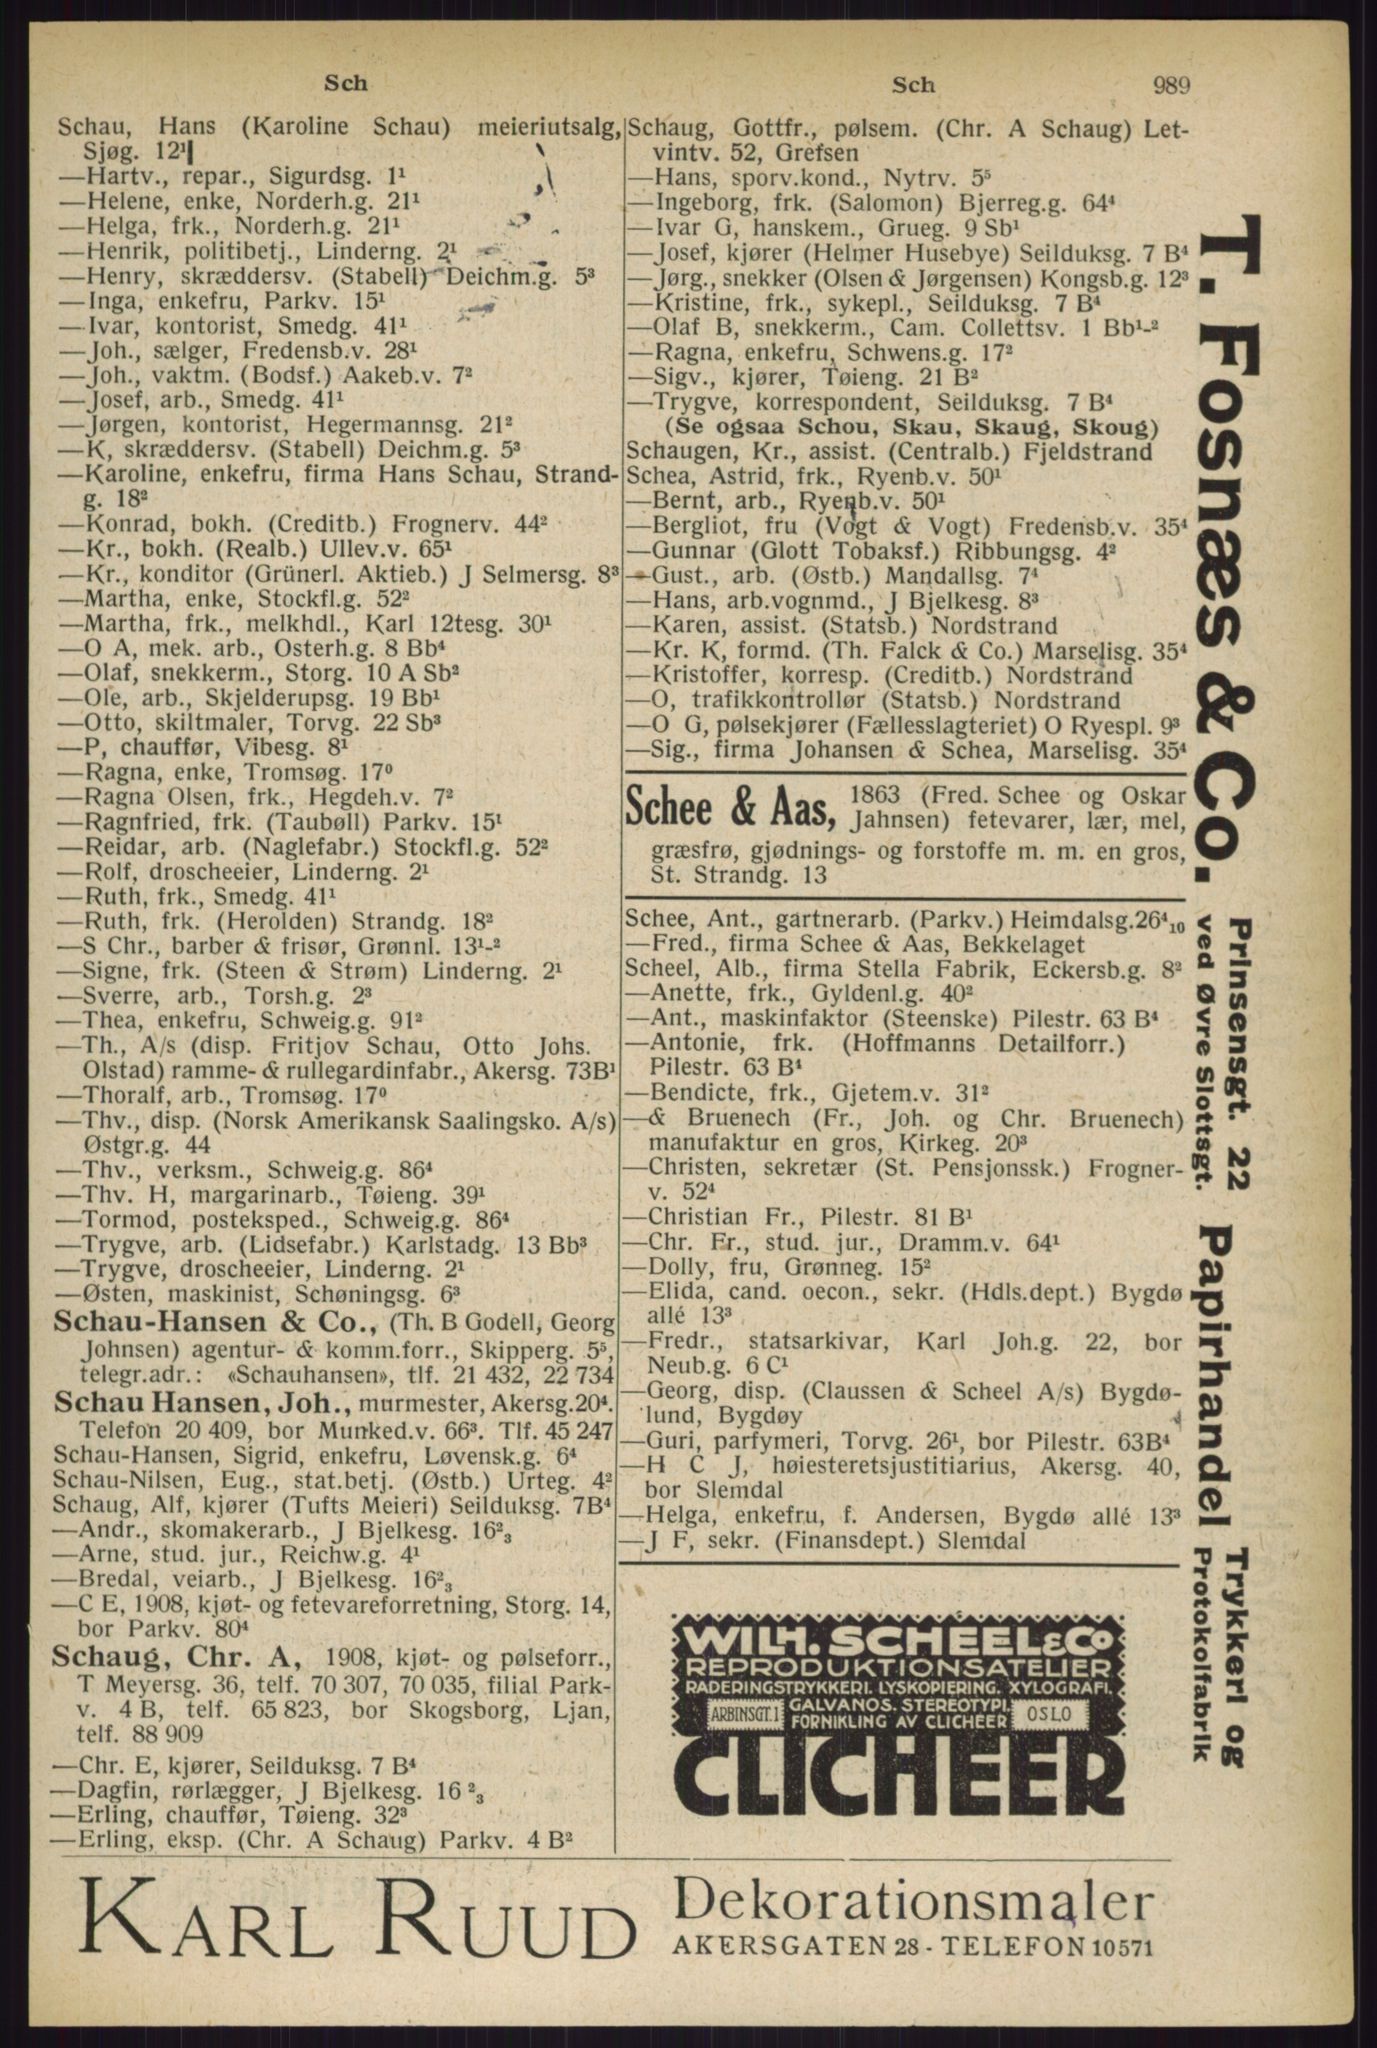 Sch
Schau, Hans (Karoline Schau) meieriutsalg,
Sjøg. 12¹
—Hartv., repar., Sigurdsg. 1¹
—Helene, enke, Norderh.g. 21¹
—Helga, frk., Norderh.g. 21¹
—Henrik, politibetj., Linderng. 2¹
—Henry, skræddersv. (Stabell) Deichm.g. 5³
—Inga, enkefru, Parkv. 15¹
—Ivar, kontorist, Smedg. 41¹
—Joh., sælger, Fredensb.v. 28¹
—Joh., vaktm. (Bodsf.) Aakeb.v. 7²
—Josef, arb., Smedg. 41¹
—Jørgen, kontorist, Hegermannsg. 21²
—K, skræddersv. (Stabell) Deichm.g. 5³
—Karoline, enkefru, firma Hans Schau, Strand-
g. 18²
—Konrad, bokh. (Creditb.) Frognerv. 44²
—Kr., bokh. (Realb.) Ullev.v. 65¹
—Kr., konditor (Grünerl. Aktieb.) J Selmersg. 8³
—Martha, enke, Stockfl.g. 52²
—Martha, frk., melkhdl., Karl 12tesg. 30¹
—O A, mek. arb., Osterh.g. 8 Bb⁴
—Olaf, snekkerm., Storg. 10 A Sb²
—Ole, arb., Skjelderupsg. 19 Bb¹
—Otto, skiltmaler, Torvg. 22 Sb³
—P, chauffør, Vibesg. 8¹
—Ragna, enke, Tromsøg. 17⁰
—Ragna Olsen, frk., Hegdeh.v. 7²
—Ragnfried, frk. (Taubøll) Parkv. 15¹
—Reidar, arb. (Naglefabr.) Stockfl.g. 52²
—Rolf, droscheeier, Linderng. 2¹
—Ruth, frk., Smedg. 41¹
—Ruth, frk. (Herolden) Strandg. 18²
—S Chr., barber & frisør, Grønnl. 13¹-²
—Signe, frk. (Steen & Strøm) Linderng. 2¹
—Sverre, arb., Torsh.g. 2³
—Thea, enkefru, Schweig.g. 91²
—Th., A/s (disp. Fritjov Schau, Otto Johs.
Olstad) ramme- & rullegardinfabr., Akersg. 73B¹
—Thoralf, arb., Tromsøg. 17⁰
—Thv., disp. (Norsk Amerikansk Saalingsko. A/s)
Østgr.g. 44
—Thv., verksm., Schweig.g. 86⁴
—Thv. H, margarinarb., Tøieng. 39¹
—Tormod, posteksped., Schweig.g. 86⁴
—Trygve, arb. (Lidsefabr.) Karlstadg. 13 Bb³
—Trygve, droscheeier, Linderng. 2¹
—Østen, maskinist, Schøningsg. 6³
Schau-Hansen & Co., (Th. B Godell, Georg
Johnsen) agentur- & komm.forr., Skipperg. 5⁵,
telegr.adr.: «Schauhansen», tlf. 21 432, 22 734
Schau Hansen, Joh., murmester, Akersg.20⁴.
Telefon 20 409, bor Munked.v. 66³. Tlf. 45 247
Schau-Hansen, Sigrid, enkefru, Løvensk.g. 6⁴
Schau-Nilsen, Eug., stat.betj. (Østb.) Urteg. 4²
Schaug, Alf, kjører (Tufts Meieri) Seilduksg. 7B⁴
—Andr., skomakerarb., J Bjelkesg. 16²₃
—Arne, stud. jur., Reichw.g. 4¹
—Bredal, veiarb., J Bjelkesg. 16²₃
—C E, 1908, kjøt- og fetevareforretning, Storg. 14,
bor Parkv. 80⁴
Schaug, Chr. A, 1908, kjøt- og pølseforr.,
T Meyersg. 36, telf. 70 307, 70 035, filial Park-
v. 4 B, telf. 65 823, bor Skogsborg, Ljan,
telf. 88 909
—Chr. E, kjører, Seilduksg. 7 B⁴
—Dagfin, rørlægger, J Bjelkesg. 16 ²₃
—Erling, chauffør, Tøieng. 32³
—Erling, eksp. (Chr. A Schaug) Parkv. 4 B²
Sch 989
Schaug, Gottfr., pølsem. (Chr. A Schaug) Let-
vintv. 52, Grefsen
—Hans, sporv.kond., Nytrv. 5⁵
—Ingeborg, frk. (Salomon) Bjerreg.g. 64⁴
—Ivar G, hanskem., Grueg. 9 Sb¹
—Josef, kjører (Helmer Husebye) Seilduksg. 7 B⁴
—Jørg., snekker (Olsen & Jørgensen) Kongsb.g. 12³
—Kristine, frk., sykepl., Seilduksg. 7 B⁴
—Olaf B, snekkerm., Cam. Collettsv. 1 Bb¹-²
—Ragna, enkefru, Schwens.g. 17²
—Sigv., kjører, Tøieng. 21 B²
—Trygve, korrespondent, Seilduksg. 7 B⁴
(Se ogsaa Schou, Skau, Skaug, Skoug)
Schaugen, Kr., assist. (Centralb.) Fjeldstrand
Schea, Astrid, frk., Ryenb.v. 50¹
—Bernt, arb., Ryenb.v. 50¹
—Bergliot, fru (Vogt & Vogt) Fredensb.v. 35⁴
—Gunnar (Glott Tobaksf.) Ribbungsg. 4²
—Gust., arb. (Østb.) Mandallsg. 7⁴
—Hans, arb.vognmd., J Bjelkesg. 8³
—Karen, assist. (Statsb.) Nordstrand
—Kr. K, formd. (Th. Falck & Co.) Marselisg. 35⁴
—Kristoffer, korresp. (Creditb.) Nordstrand
—O, trafikkontrollør (Statsb.) Nordstrand
—O G, pølsekjører (Fællesslagteriet) O Ryespl. 9³
—Sig., firma Johansen & Schea, Marselisg. 35⁴
Schee & Aas, 1863 (Fred. Schee og Oskar
Jahnsen) fetevarer, lær, mel,
græsfrø, gjødnings- og forstoffe m. m. en gros,
St. Strandg. 13
Schee, Ant., gartnerarb. (Parkv.) Heimdalsg.26⁴₁₀
—Fred., firma Schee & Aas, Bekkelaget
Scheel, Alb., firma Stella Fabrik, Eckersb.g. 8²
—Anette, frk., Gyldenl.g. 40²
—Ant., maskinfaktor (Steenske) Pilestr. 63 B⁴
—Antonie, frk. (Hoffmanns Detailforr.)
Pilestr. 63 B⁴
—Bendicte, frk., Gjetem.v. 31²
—& Bruenech (Fr., Joh. og Chr. Bruenech)
manufaktur en gros, Kirkeg. 20³
—Christen, sekretær (St. Pensjonssk.) Frogner-
v. 52⁴
—Christian Fr., Pilestr. 81 B¹
—Chr. Fr., stud. jur., Dramm.v. 64¹
—Dolly, fru, Grønneg. 15²
—Elida, cand. oecon., sekr. (Hdls.dept.) Bygdø
allé 13³
—Fredr., statsarkivar, Karl Joh.g. 22, bor
Neub.g. 6 C¹
—Georg, disp. (Claussen & Scheel A/s) Bygdø-
lund, Bygdøy
—Guri, parfymeri, Torvg. 26¹, bor Pilestr. 63B⁴
—H C J, høiesteretsjustitiarius, Akersg. 40,
bor Slemdal
—Helga, enkefru, f. Andersen, Bygdø allé 13³
—J F, sekr. (Finansdept.) Slemdal
WILH. SCHEEL & Co
REPRODUKTIONSATELIER
RADERINGSTRYKKERI. LYSKOPIERING. XYLOGRAFI.
ARBINSGT. 1 GALVANOS. STEREOTYPI. OSLO
FORNIKLING AV CLICHEER
CLICHEER
T. Fosnæs & Co.
Prinsensgt. 22
ved Øvre Slottsgt.
Papirhandel
Trykkeri og
Protokolfabrik
KARL RUUD Dekorationsmaler
AKERSGATEN 28 - TELEFON 10571